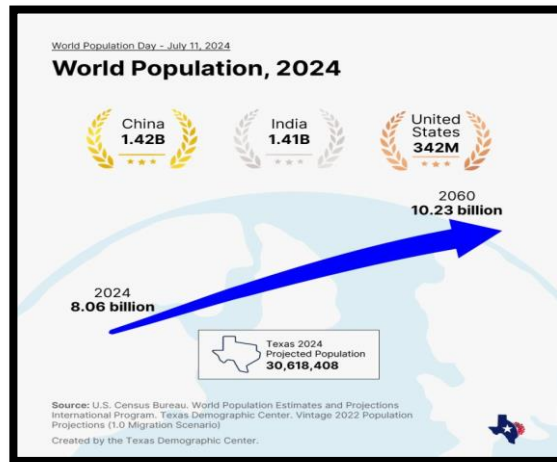 World Population Day - July 11, 2024
World Population, 2024
China
1.42B
India
1.41B
United
States
342M
2060
10.23 billion
2024
8.06 billion
Texas 2024
Projected Population
30,618,408
Source: U.S. Census Bureau. World Population Estimates and Projections
International Program. Texas Demographic Center. Vintage 2022 Population
Projections (1.0 Migration Scenario)
Created by the Texas Demographic Center.